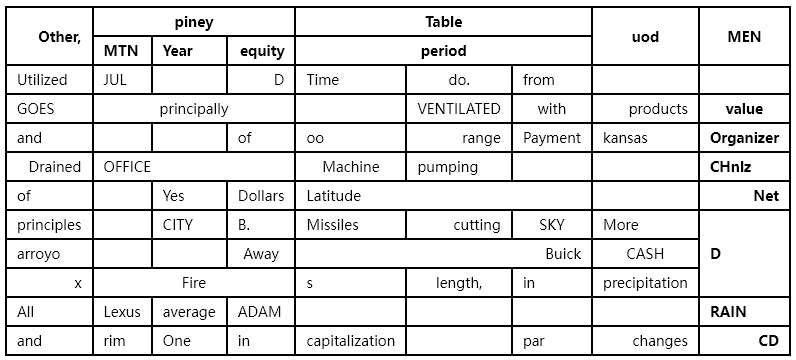 Other, piney Table uod MEN
MTN Year equity period
Utilized JUL D Time do. from
GOES principally VENTILATED with products value
and of oo range Payment kansas Organizer
Drained OFFICE Machine pumping CHnlz
of Yes Dollars Latitude Net
principles CITY B. Missiles cutting SKY More D
arroyo Away Buick CASH
x Fire s length, in precipitation
All Lexus average ADAM RAIN
and rim One in capitalization par changes CD